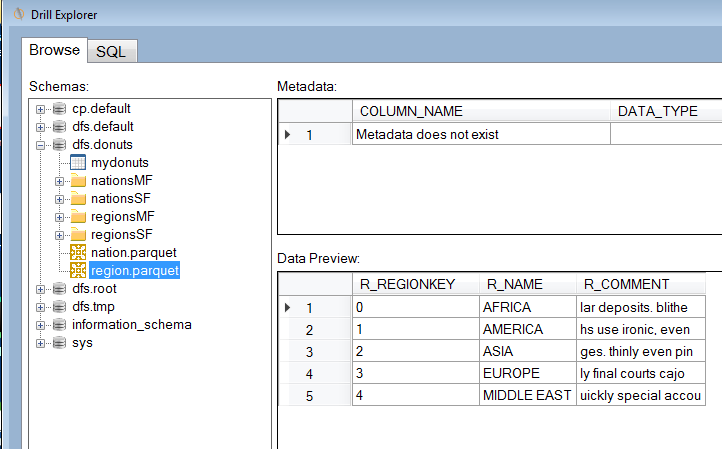 Drill Explorer
Browse SQL
Schemas:
cp.default
dfs.default
dfs.donuts
mydonuts
nationsMF
nationsSF
regionsMF
regionsSF
nation.parquet
region.parquet
dfs.root
dfs.tmp
information_schema
sys
Metadata:
COLUMN_NAME DATA_TYPE
1 Metadata does not exist
Data Preview:
R_REGIONKEY R_NAME R_COMMENT
1 0 AFRICA lar deposits. blithe
2 1 AMERICA hs use ironic, even
3 2 ASIA ges. thinly even pin
4 3 EUROPE ly final courts cajo
5 4 MIDDLE EAST uickly special accou